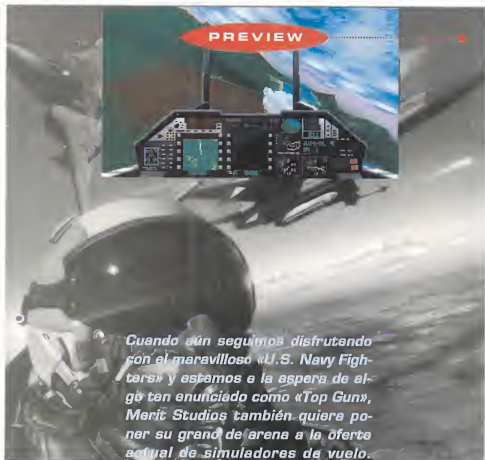 PREVIEW
Cuando aún seguimos disfrutando
con el maravilloso «U.S. Navy Figh-
ters» y estamos a la espera de al-
go tan anunciado como «Top Gun»,
Merit Studios también quiere po-
ner su grano de arena a la oferta
actual de simuladores de vuelo.